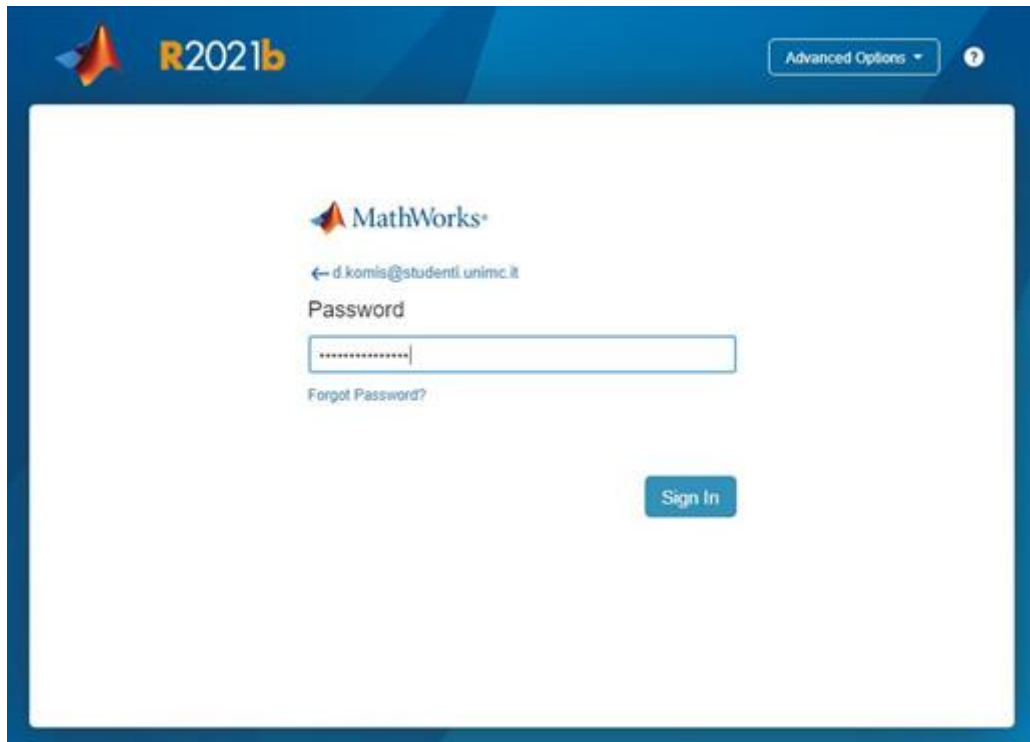 R2021b
Advanced Options
?
MathWorks®
←d.komis@studenti.unimc.it
Password
•••••••••••••••
Forgot Password?
Sign In